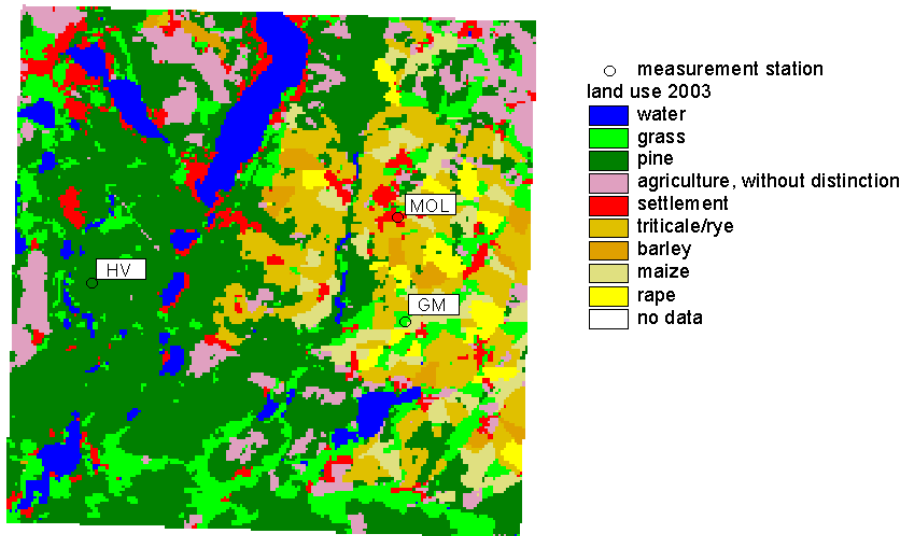 MOL
HV
GM
measurement station
land use 2003
water
grass
pine
agriculture, without distinction
settlement
triticale/rye
barley
maize
rape
no data